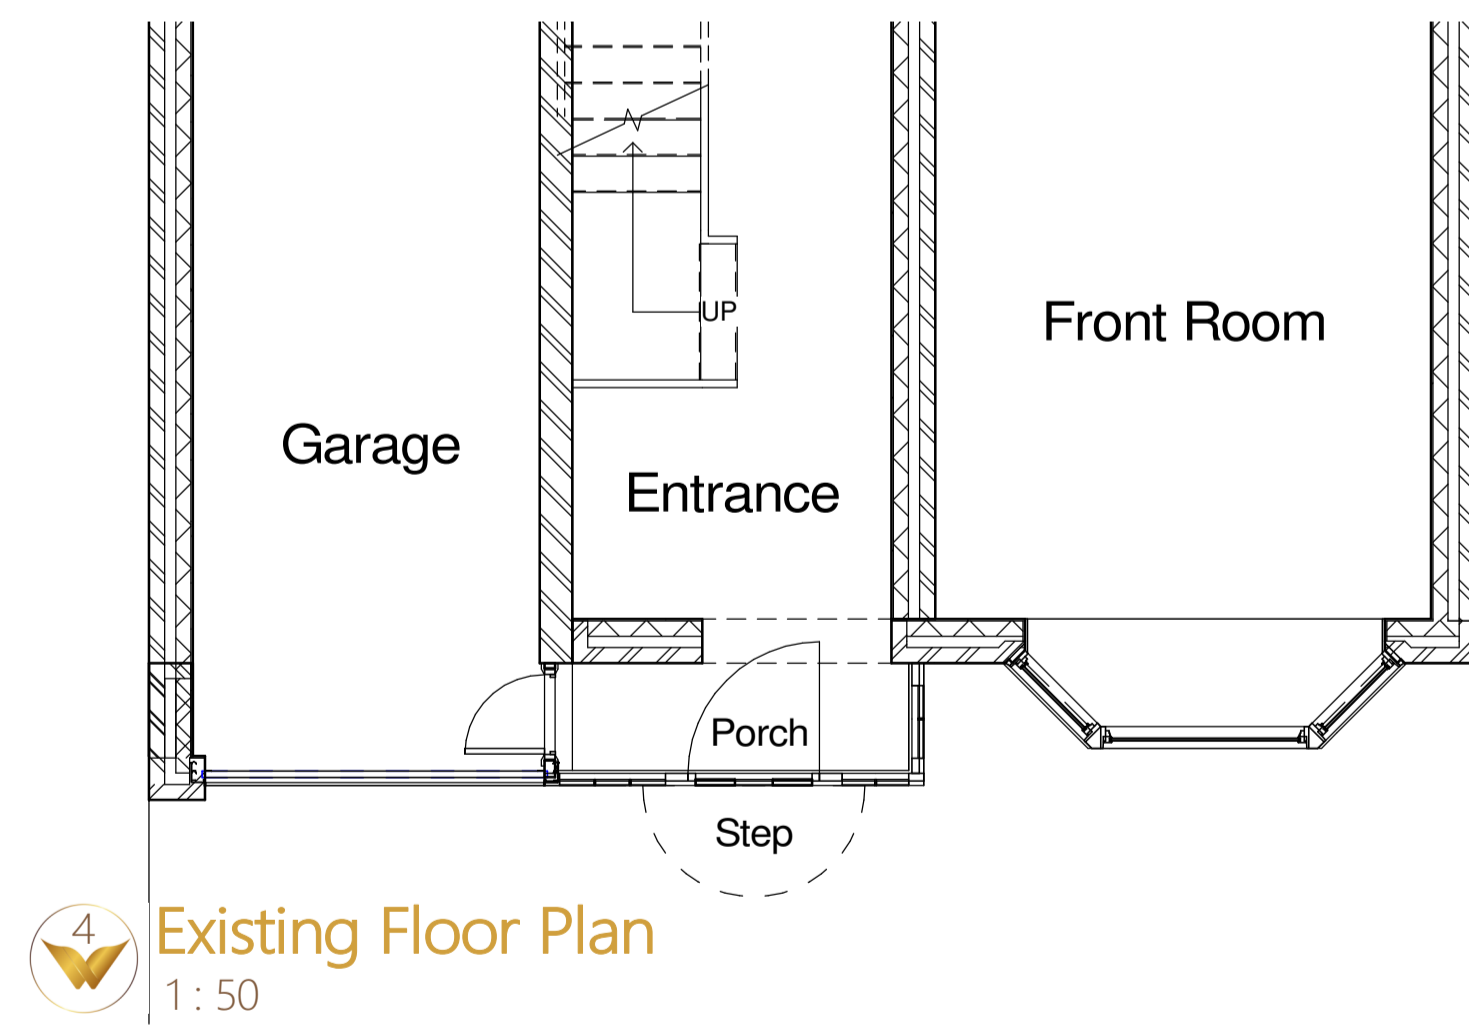 UP
Front Room
Garage
Entrance
Porch
Step
4
Existing Floor Plan
1 : 50